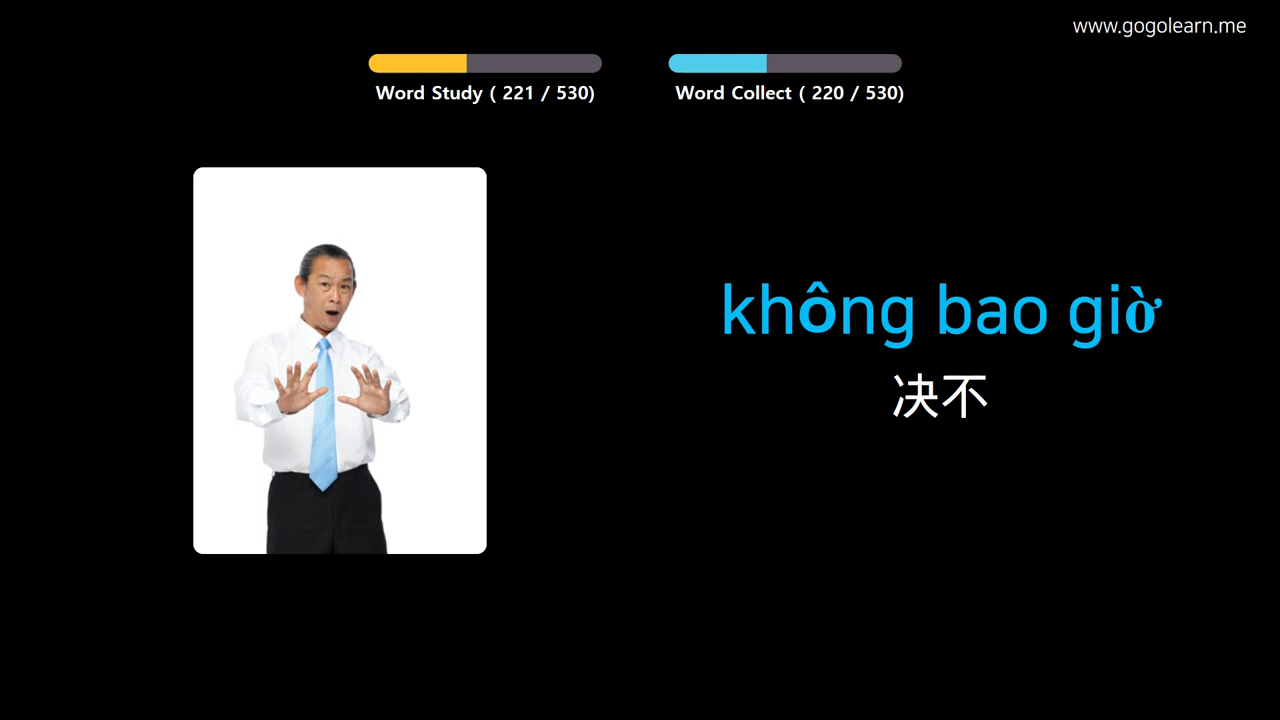 www.gogolearn.me
Word Study ( 221 / 530)
Word Collect ( 220 / 530)
không bao giờ
决不